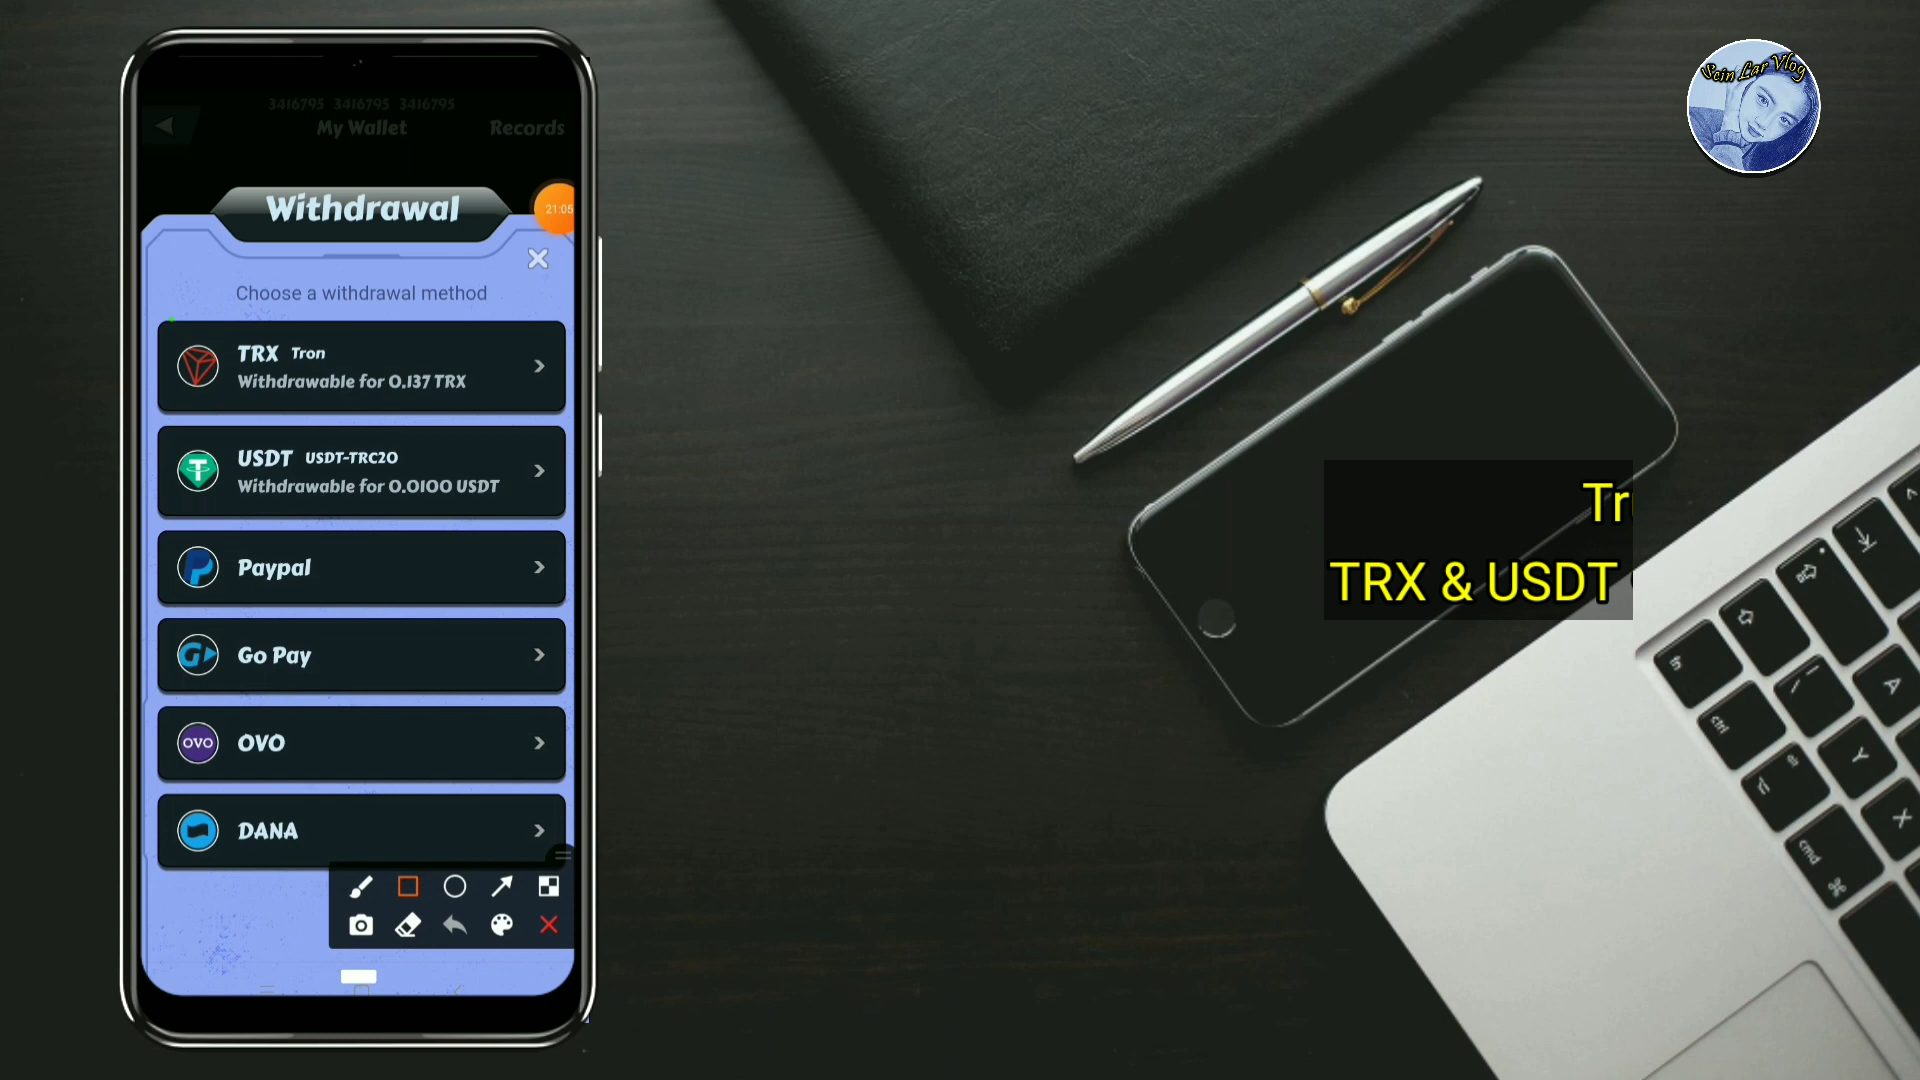 3416795 3416795 3416795
My Wallet
Records
Withdrawal
21:05
Choose a withdrawal method
TRX Tron
Withdrawable for 0.137 TRX
USDT USDT-TRC20
Withdrawable for 0.0100 USDT
Paypal
Go Pay
OVO
OVO
DANA
Sein Lar Vlog
TRX & USDT
ctrl
cmd
A
Y
X